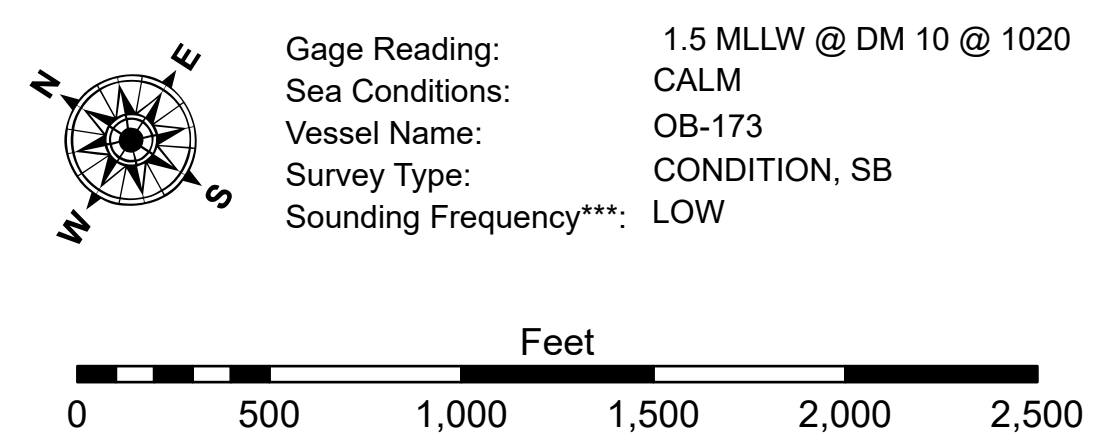 N
E
S
W
Gage Reading: 1.5 MLLW @ DM 10 @ 1020
Sea Conditions: CALM
Vessel Name: OB-173
Survey Type: CONDITION, SB
Sounding Frequency***: LOW
Feet
0 500 1,000 1,500 2,000 2,500